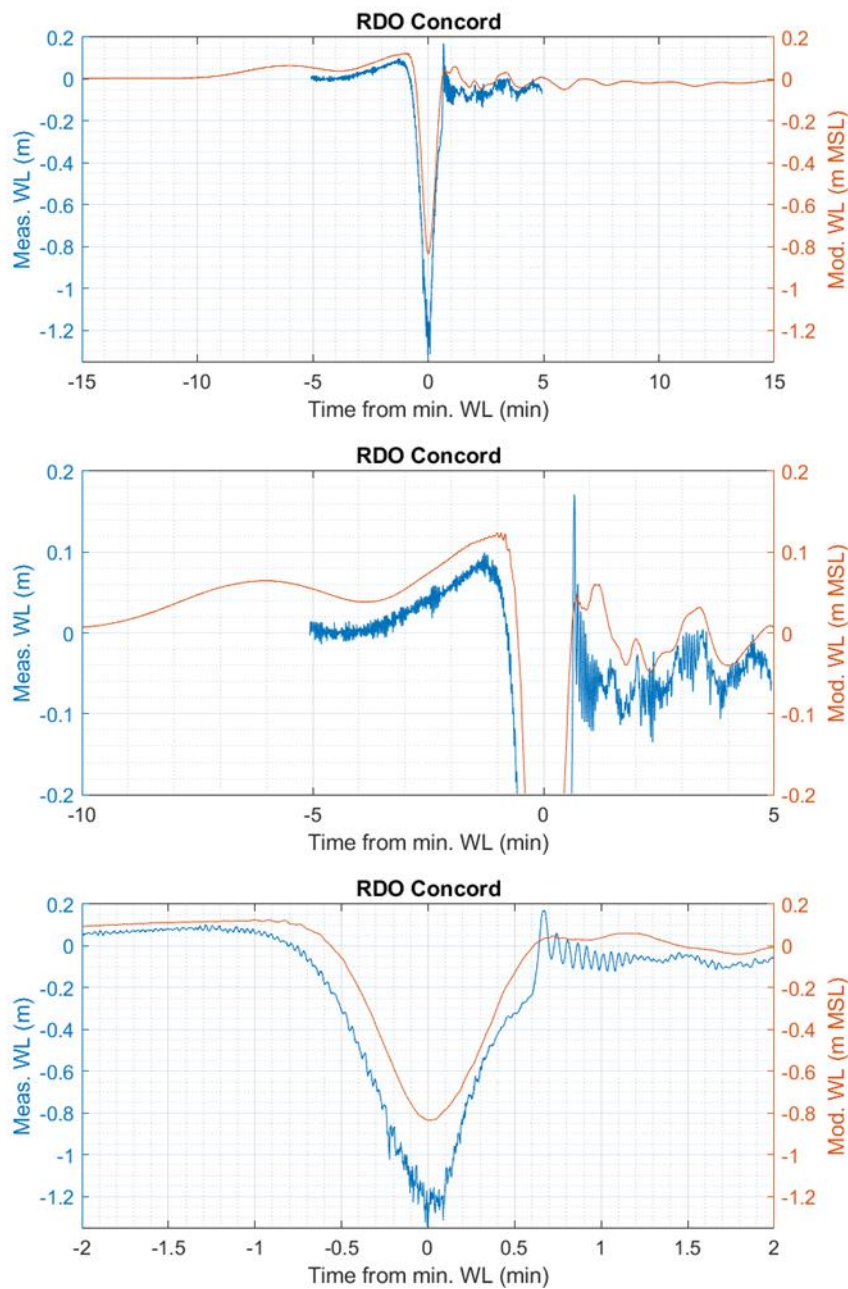 RDO Concord
0.2
0
-0.2
-0.4
-0.6
-0.8
-1
-1.2
Meas. WL (m)
0.2
0
-0.2
-0.4
-0.6
-0.8
-1
-1.2
Mod. WL (m MSL)
-15 -10 -5 0 5 10 15
Time from min. WL (min)
RDO Concord
0.2
0.1
0
-0.1
-0.2
Meas. WL (m)
0.2
0.1
0
-0.1
-0.2
Mod. WL (m MSL)
-10 -5 0 5
Time from min. WL (min)
RDO Concord
0.2
0
-0.2
-0.4
-0.6
-0.8
-1
-1.2
Meas. WL (m)
0.2
0
-0.2
-0.4
-0.6
-0.8
-1
-1.2
Mod. WL (m MSL)
-2 -1.5 -1 -0.5 0 0.5 1 1.5 2
Time from min. WL (min)